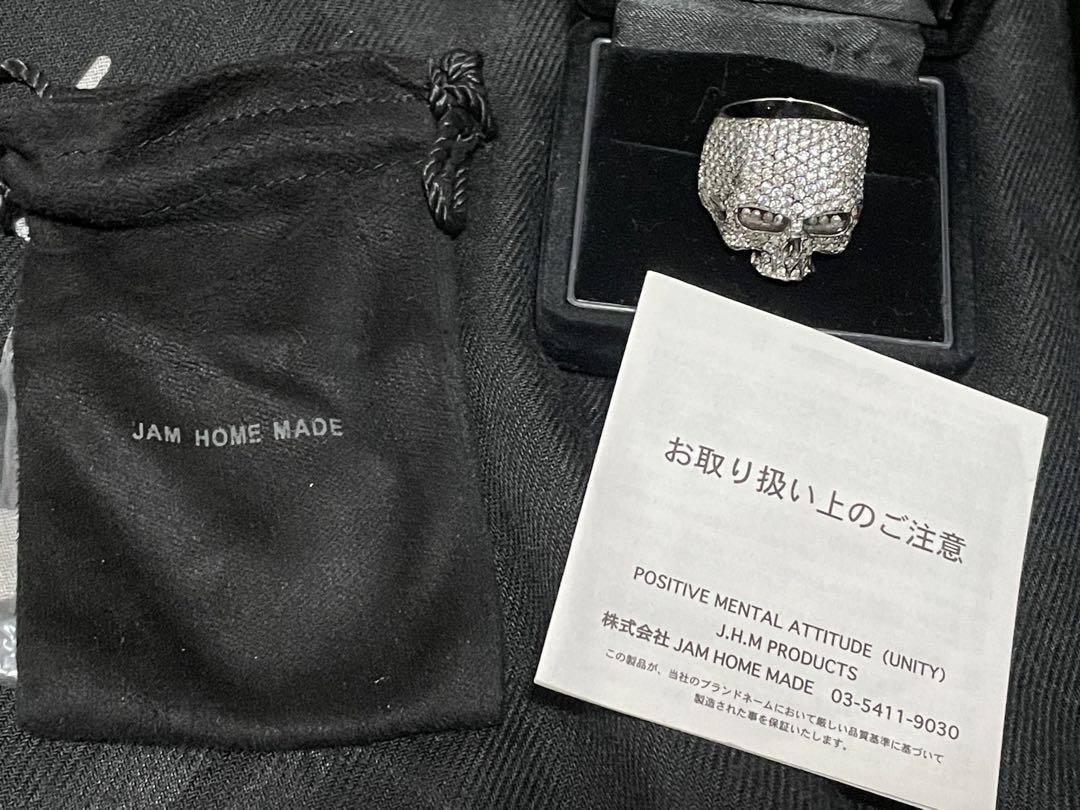 JAM HOME MADE
お取り扱い上のご注意
POSITIVE MENTAL ATTITUDE（UNITY）
J.H.M PRODUCTS
株式会社 JAM HOME MADE 03-5411-9030
この製品が、当社のブランドネームにおいて厳しい品質基準に基づいて
製造された事を保証いたします。